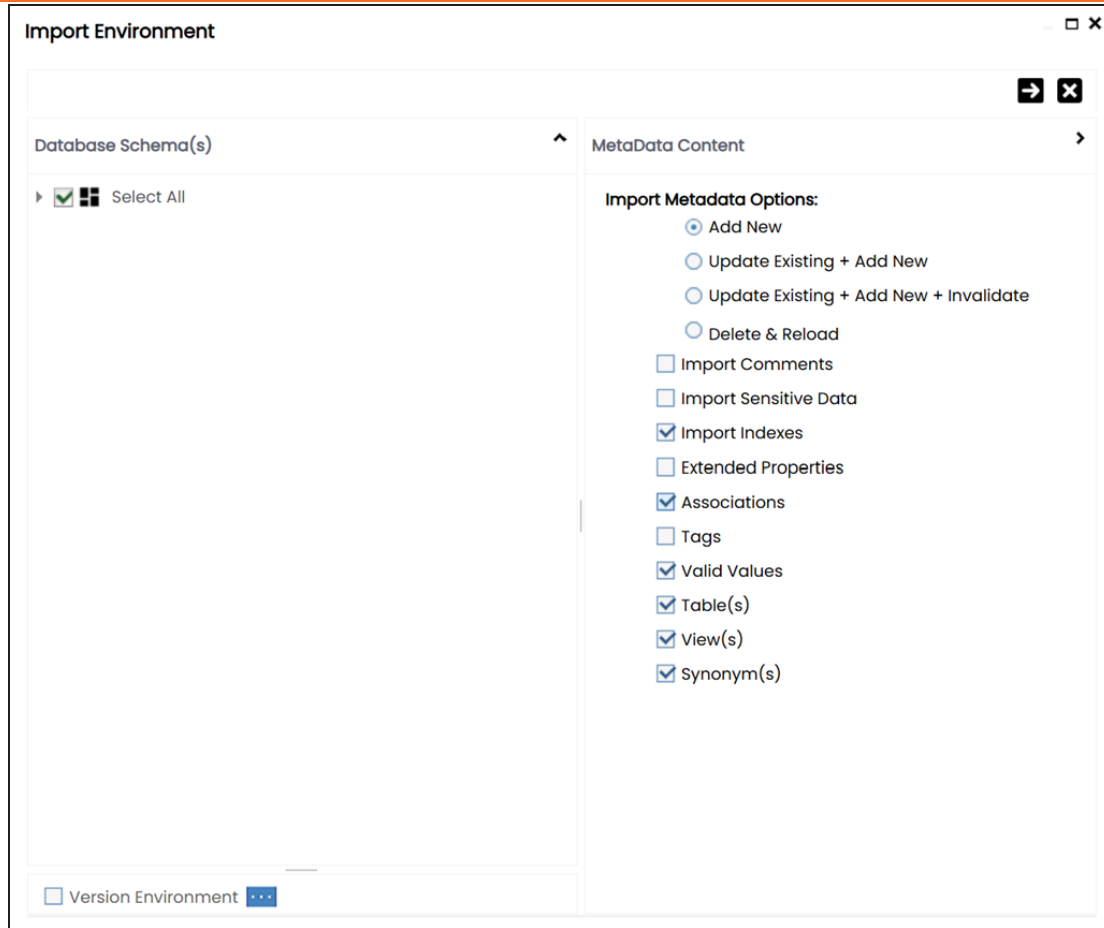 Import Environment
Database Schema(s)
Select All
Version Environment
MetaData Content
Import Metadata Options:
Add New
Update Existing + Add New
Update Existing + Add New + Invalidate
Delete & Reload
Import Comments
Import Sensitive Data
Import Indexes
Extended Properties
Associations
Tags
Valid Values
Table(s)
View(s)
Synonym(s)